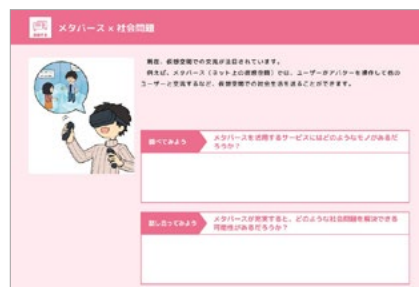 メタバース × 社会問題
現在、仮想空間での交流が注目されています。
例えば、メタバース（ネット上の仮想空間）では、ユーザーがアバターを操作して他の
ユーザーと交流するなど、仮想空間での社会生活を送ることができます。
調べてみよう
メタバースを活用するサービスにはどのようなモノがあるだ
ろうか？
話し合ってみよう
メタバースが充実すると、どのような社会問題を解決できる
可能性があるだろうか？